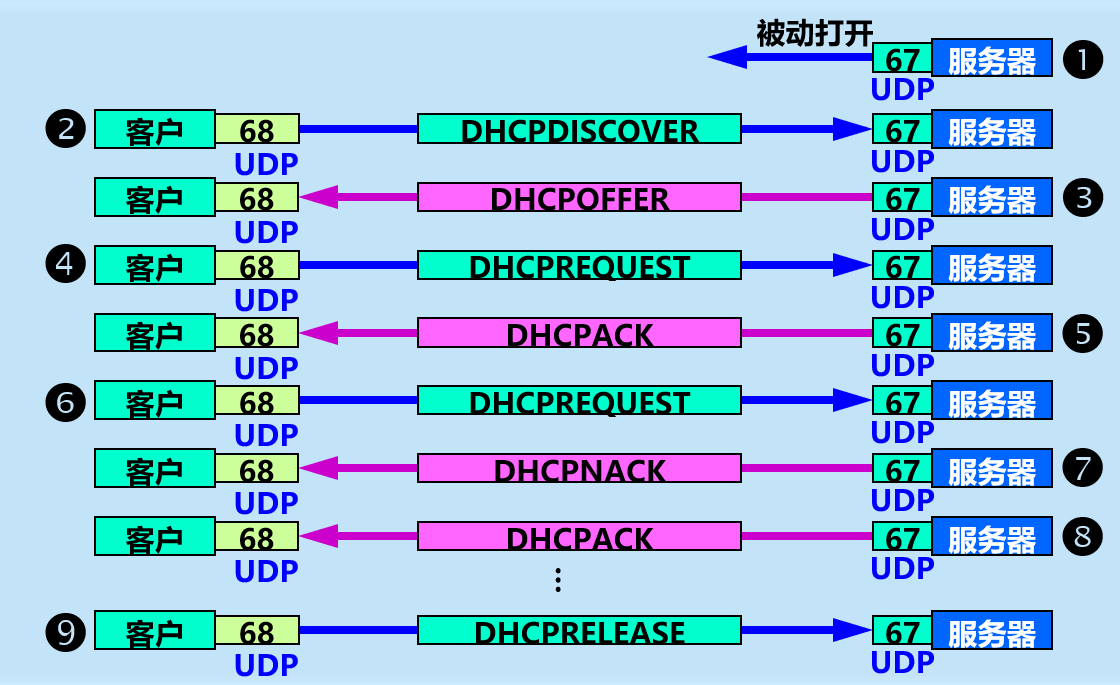 被动打开
67 服务器 ❶
UDP
❷ 客户 68 DHCPDISCOVER 67 服务器
UDP UDP
客户 68 DHCPOFFER 67 服务器 ❸
UDP UDP
❹ 客户 68 DHCPREQUEST 67 服务器
UDP UDP
客户 68 DHCPACK 67 服务器 ❺
UDP UDP
❻ 客户 68 DHCPREQUEST 67 服务器
UDP UDP
客户 68 DHCPNACK 67 服务器 ❼
UDP UDP
客户 68 DHCPACK 67 服务器 ❽
UDP UDP
⋮
❾ 客户 68 DHCPRELEASE 67 服务器
UDP UDP